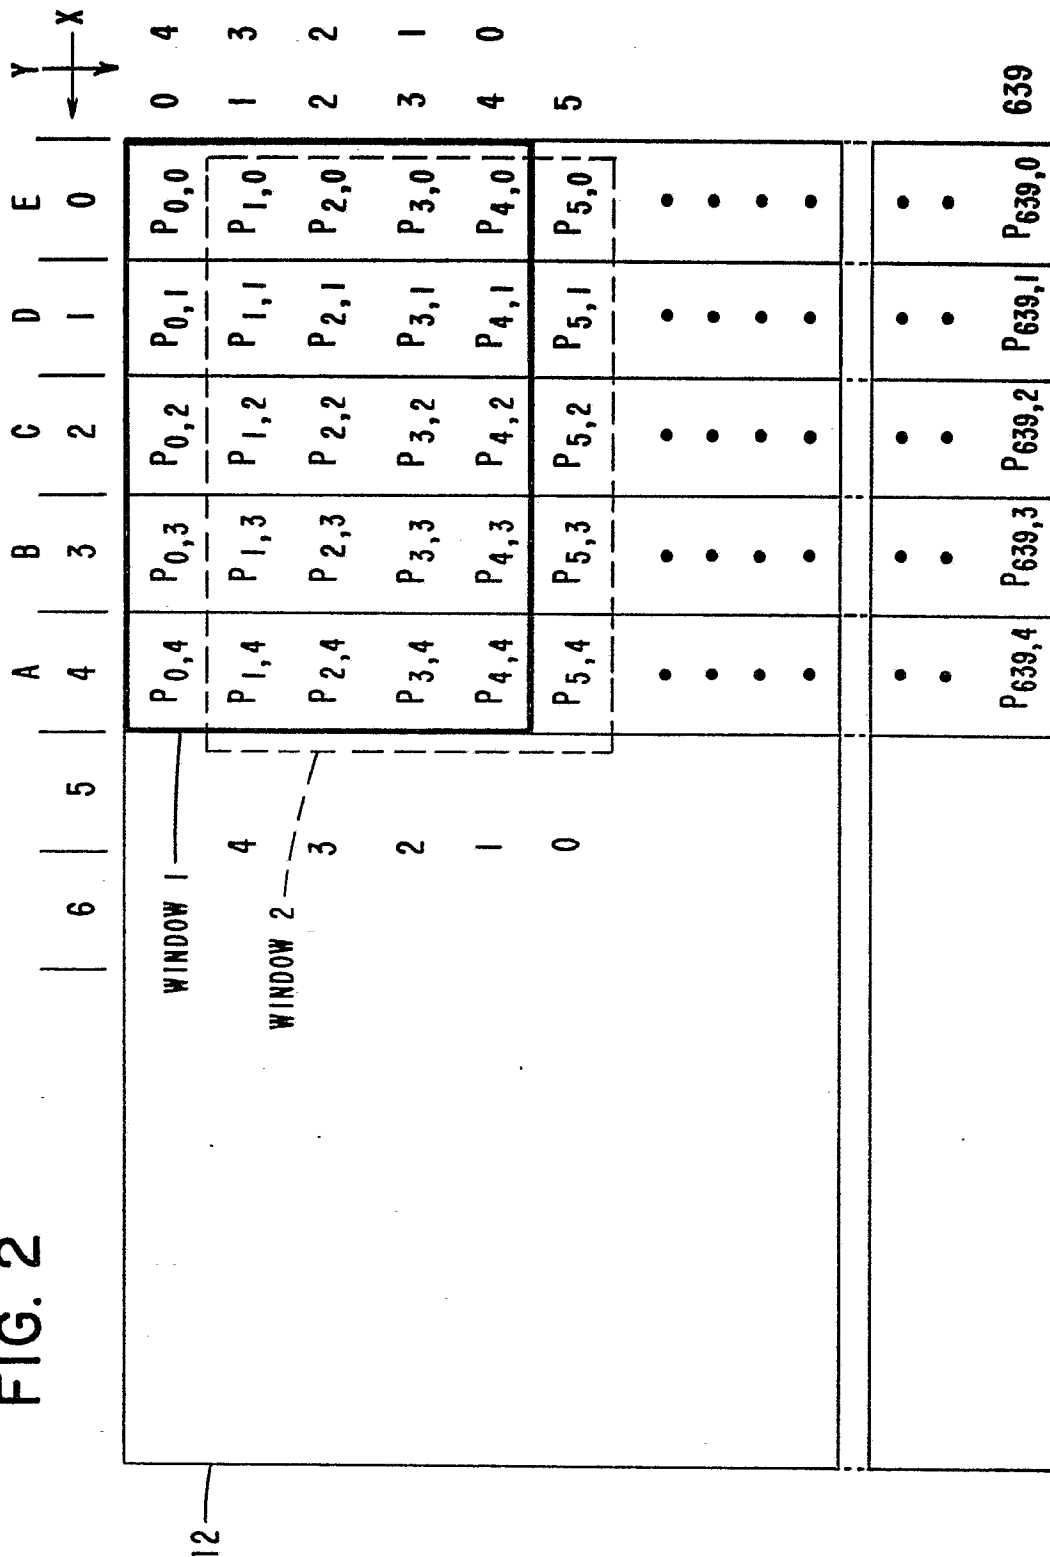 FIG. 2 A B C D E Y
6 5 4 3 2 1 0 X
WINDOW 1 P0,4 P0,3 P0,2 P0,1 P0,0 0 4
12
4 P1,4 P1,3 P1,2 P1,1 P1,0 1 3
WINDOW 2
3 P2,4 P2,3 P2,2 P2,1 P2,0 2 2
2 P3,4 P3,3 P3,2 P3,1 P3,0 3 1
1 P4,4 P4,3 P4,2 P4,1 P4,0 4 0
0 P5,4 P5,3 P5,2 P5,1 P5,0 5
P639,4 P639,3 P639,2 P639,1 P639,0 639